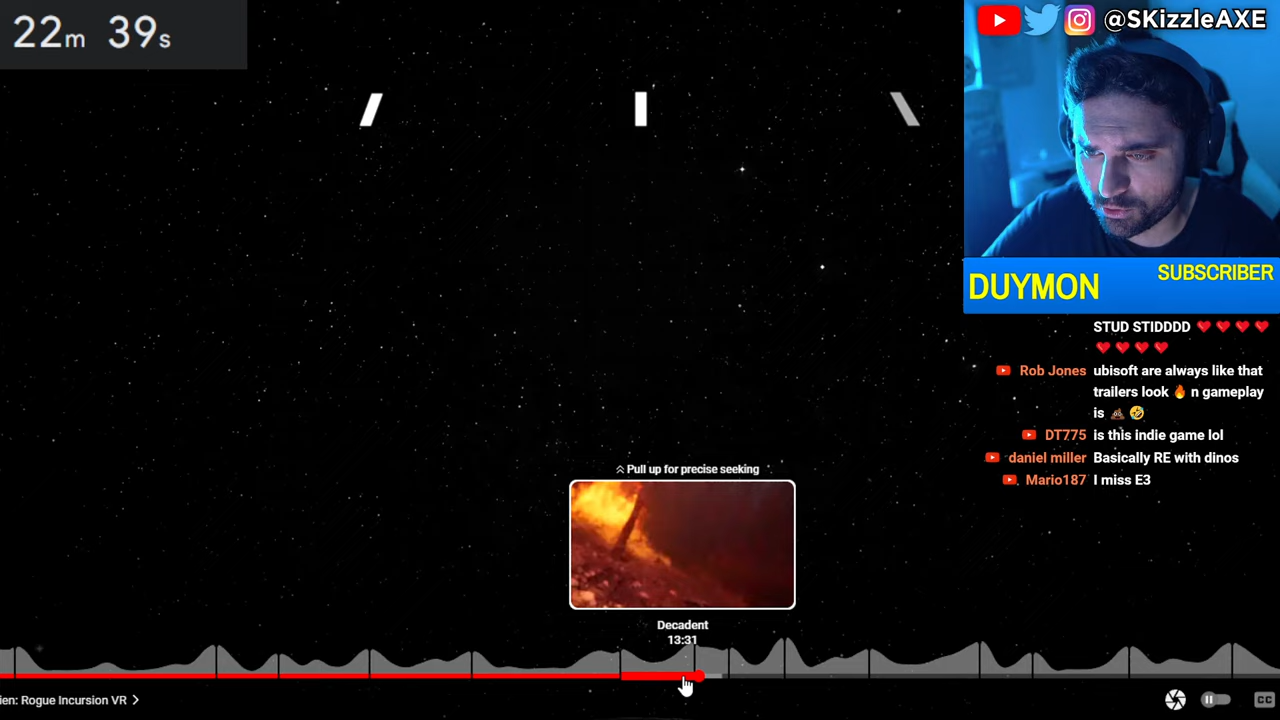 22m 39s
@SKizzleAXE
DUYMON
SUBSCRIBER
STUD STIDDDD ❤️ ❤️ ❤️ ❤️
❤️ ❤️ ❤️ ❤️
Rob Jones ubisoft are always like that
trailers look 🔥 n gameplay
is 💩 🤣
DT775 is this indie game lol
daniel miller Basically RE with dinos
Mario187 I miss E3
Pull up for precise seeking
Decadent
13:31
ien: Rogue Incursion VR
CC